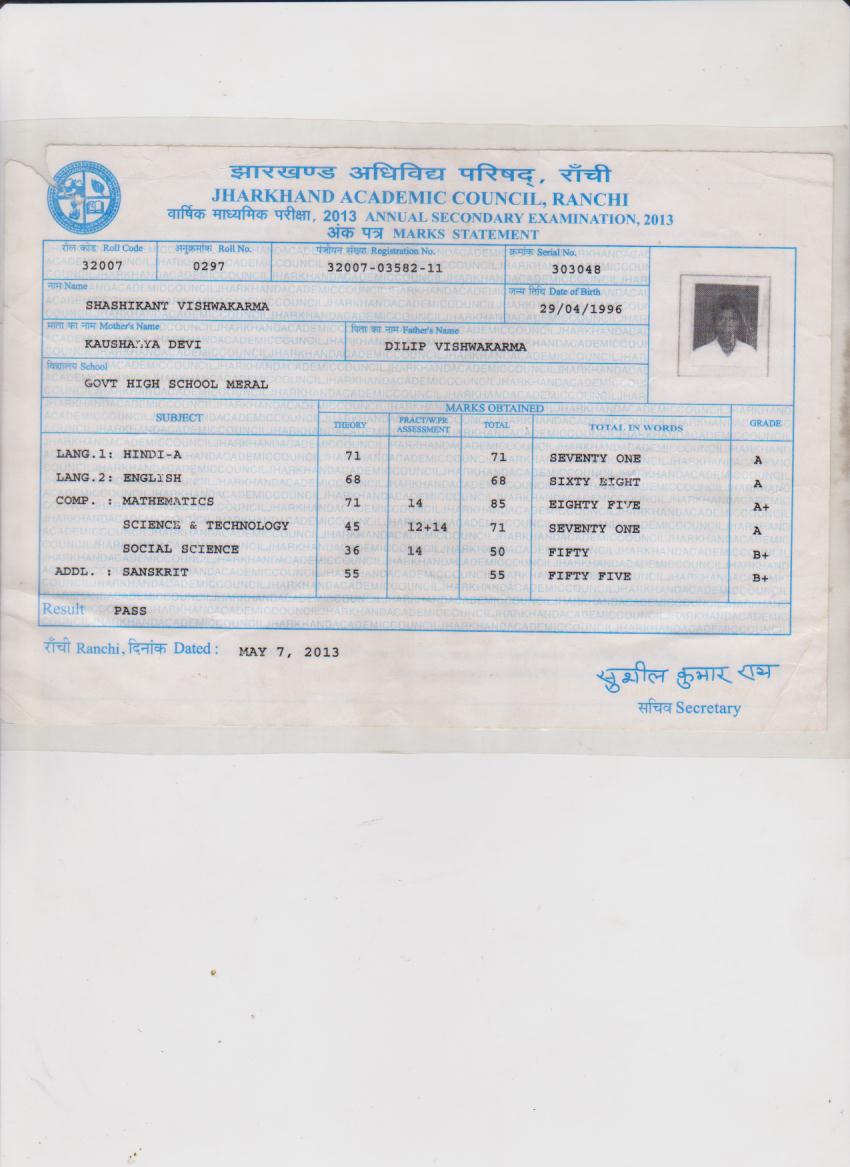 झारखण्ड अधिविद्य परिषद्, राँची
JHARKHAND ACADEMIC COUNCIL, RANCHI
वार्षिक माध्यमिक परीक्षा, 2013 ANNUAL SECONDARY EXAMINATION, 2013
अंक पत्र MARKS STATEMENT
रोल कोड Roll Code अनुक्रमांक Roll No. पंजीयन संख्या Registration No. क्रमांक Serial No.
32007 0297 32007-03582-11 303048
नाम Name जन्म तिथि Date of Birth
SHASHIKANT VISHWAKARMA 29/04/1996
माता का नाम Mother's Name पिता का नाम Father's Name
KAUSHALYA DEVI DILIP VISHWAKARMA
विद्यालय School
GOVT HIGH SCHOOL MERAL
SUBJECT MARKS OBTAINED GRADE
THEORY PRACT/W.PR ASSESSMENT TOTAL TOTAL IN WORDS
LANG.1: HINDI-A 71 71 SEVENTY ONE A
LANG.2: ENGLISH 68 68 SIXTY EIGHT A
COMP. : MATHEMATICS 71 14 85 EIGHTY FIVE A+
SCIENCE & TECHNOLOGY 45 12+14 71 SEVENTY ONE A
SOCIAL SCIENCE 36 14 50 FIFTY B+
ADDL. : SANSKRIT 55 55 FIFTY FIVE B+
Result PASS
राँची Ranchi, दिनांक Dated : MAY 7, 2013
सुशील कुमार राय
सचिव Secretary